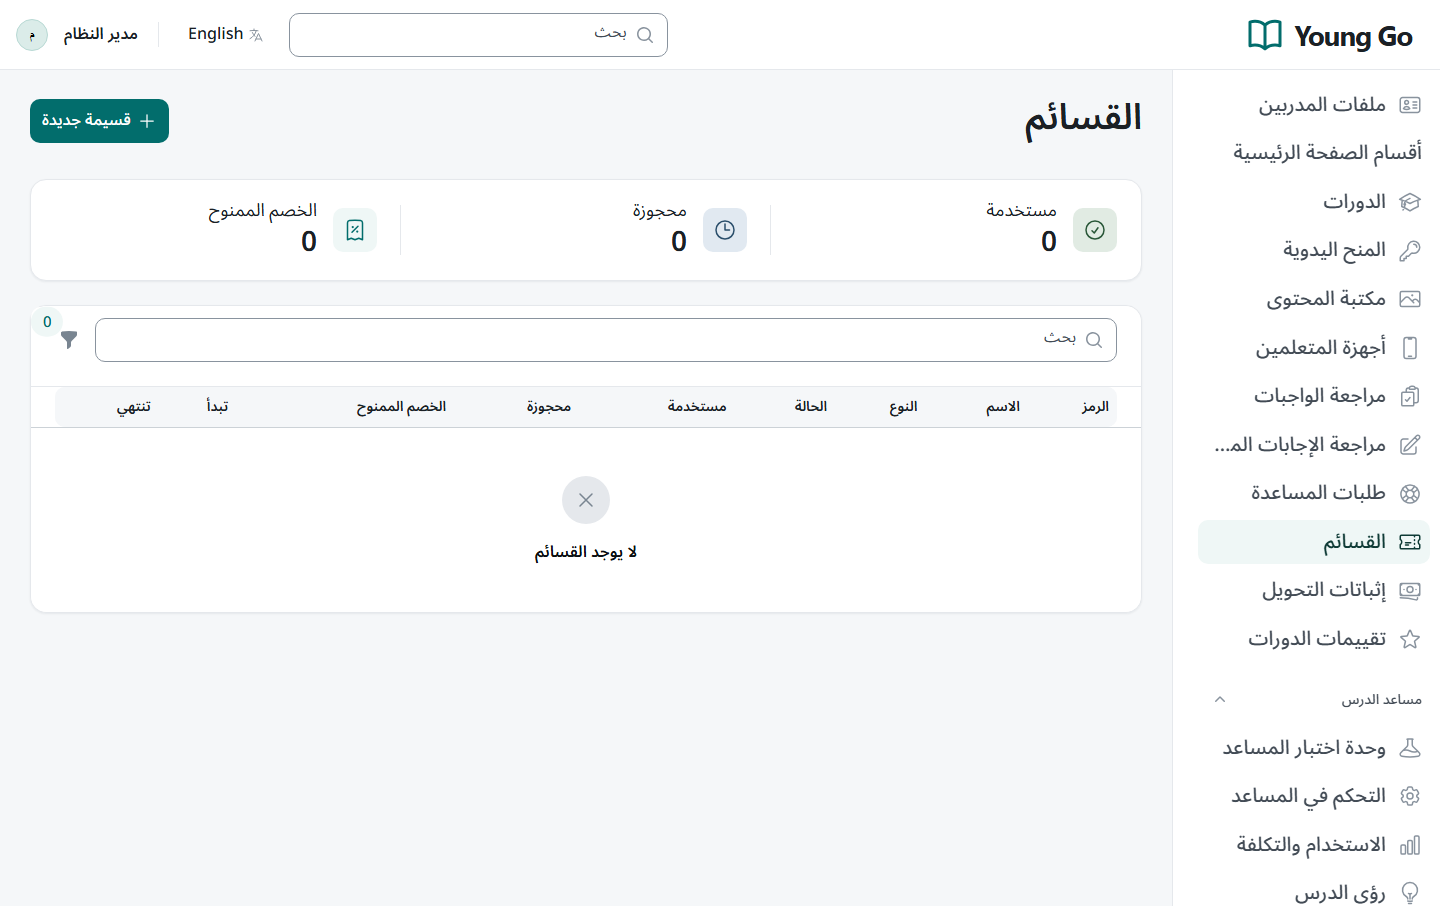 Young Go
بحث
English
مدير النظام
م
ملفات المدربين
أقسام الصفحة الرئيسية
الدورات
المنح اليدوية
مكتبة المحتوى
أجهزة المتعلمين
مراجعة الواجبات
مراجعة الإجابات الم...
طلبات المساعدة
القسائم
إثباتات التحويل
تقييمات الدورات
مساعد الدرس
وحدة اختبار المساعد
التحكم في المساعد
الاستخدام والتكلفة
رؤى الدرس
القسائم
قسيمة جديدة
مستخدمة
0
محجوزة
0
الخصم الممنوح
0
بحث
0
الرمز الاسم النوع الحالة مستخدمة محجوزة الخصم الممنوح تبدأ تنتهي
لا يوجد القسائم